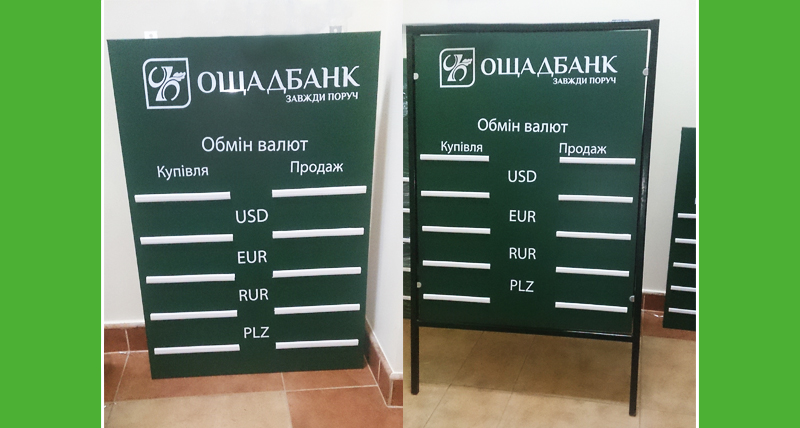 ОЩАДБАНК
ЗАВЖДИ ПОРУЧ
Обмін валют
Купівля Продаж
USD
EUR
RUR
PLZ
ОЩАДБАНК
ЗАВЖДИ ПОРУЧ
Обмін валют
Купівля Продаж
USD
EUR
RUR
PLZ